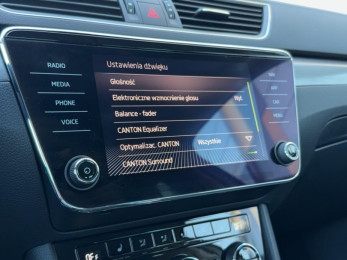 Ustawienia dźwięku
RADIO
MEDIA
PHONE
VOICE
Głośność
Elektroniczne wzmocnienie głosu Wył.
Balance - fader
CANTON Equalizer
Optymalizac. CANTON Wszystkie
CANTON Surround
OFF